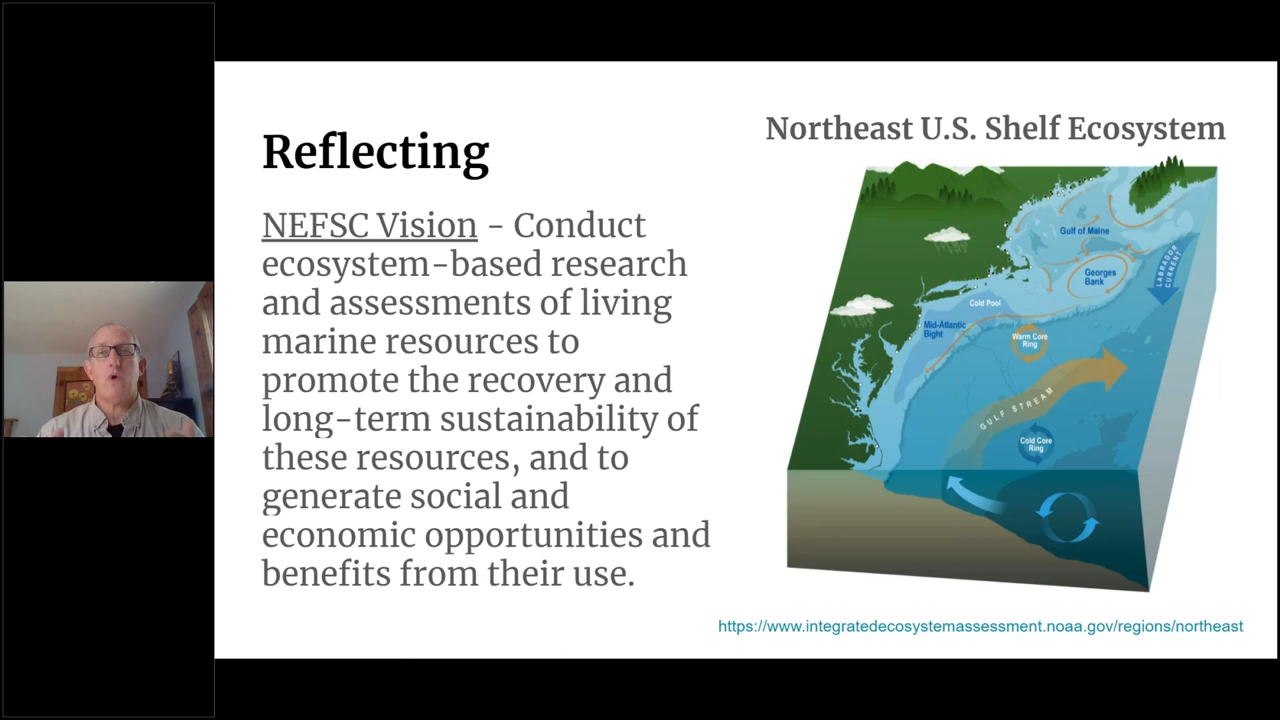 Reflecting
NEFSC Vision - Conduct
ecosystem-based research
and assessments of living
marine resources to
promote the recovery and
long-term sustainability of
these resources, and to
generate social and
economic opportunities and
benefits from their use.
Northeast U.S. Shelf Ecosystem
Gulf of Maine
Georges
Bank
LABRADOR
CURRENT
Cold Pool
Mid-Atlantic
Bight
Warm Core
Ring
GULF STREAM
Cold Core
Ring
https://www.integratedecosystemassessment.noaa.gov/regions/northeast